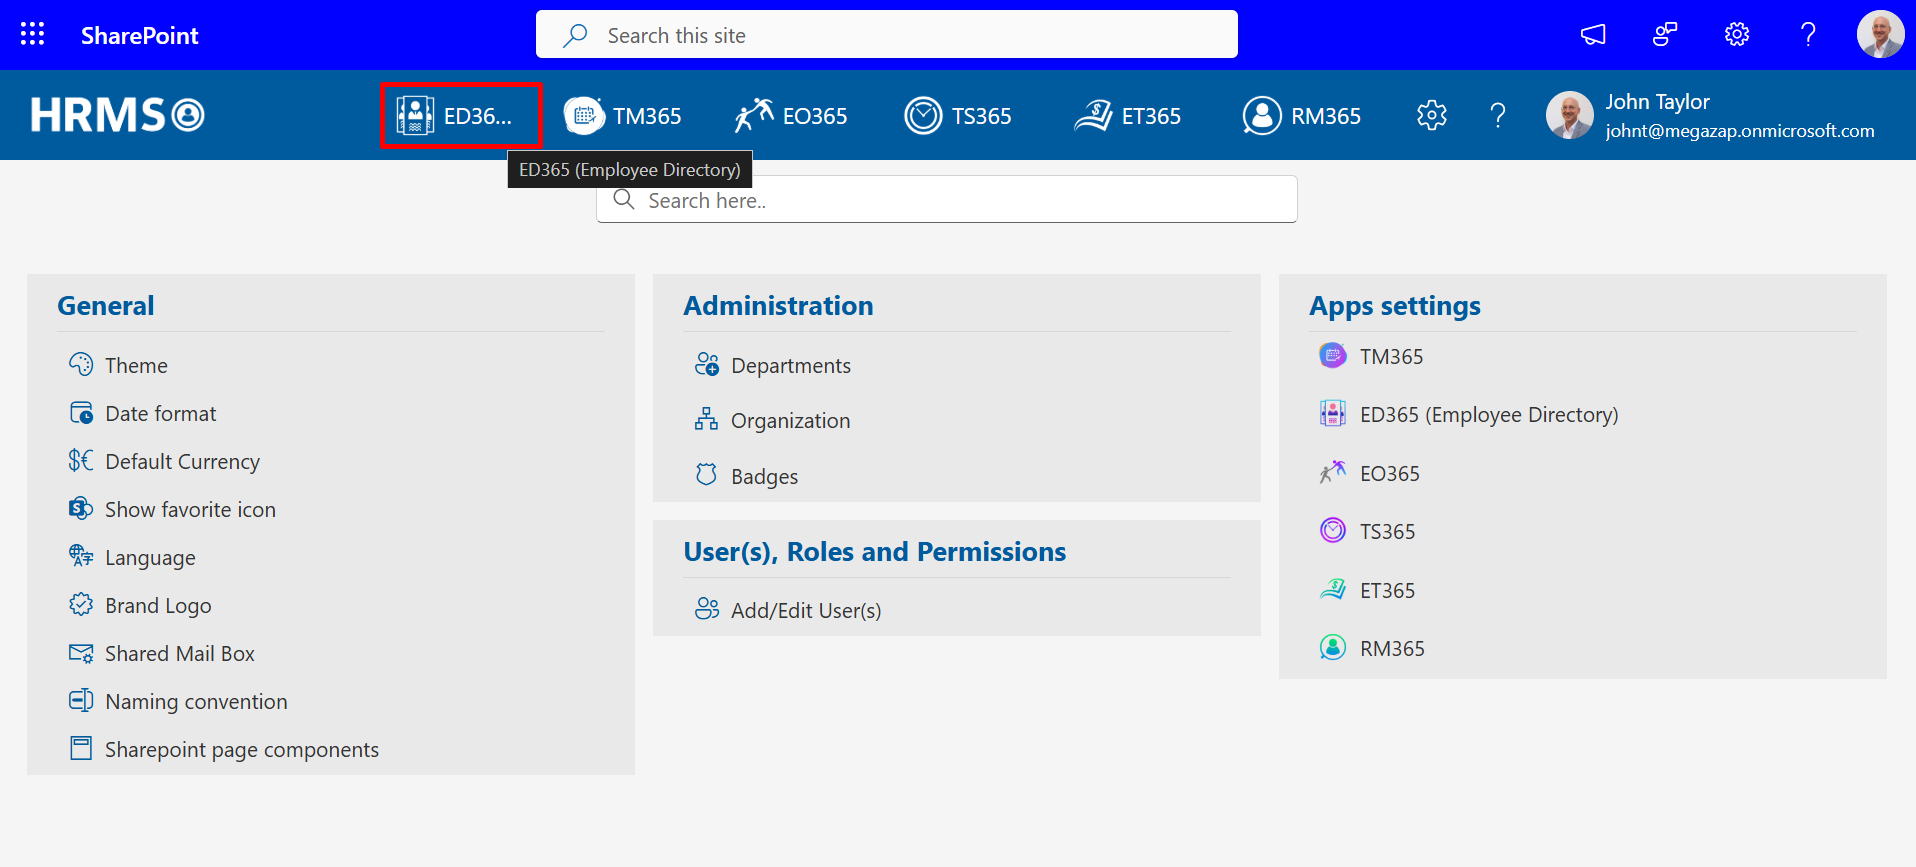 SharePoint
Search this site
HRMS
ED36...
TM365
EO365
TS365
ET365
RM365
John Taylor
johnt@megazap.onmicrosoft.com
ED365 (Employee Directory)
Search here..
General
Theme
Date format
Default Currency
Show favorite icon
Language
Brand Logo
Shared Mail Box
Naming convention
Sharepoint page components
Administration
Departments
Organization
Badges
User(s), Roles and Permissions
Add/Edit User(s)
Apps settings
TM365
ED365 (Employee Directory)
EO365
TS365
ET365
RM365